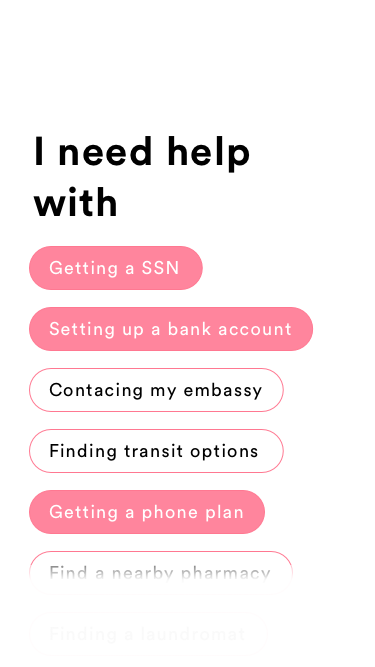 I need help
with
Getting a SSN
Setting up a bank account
Contacing my embassy
Finding transit options
Getting a phone plan
Find a nearby pharmacy
Finding a laundromat